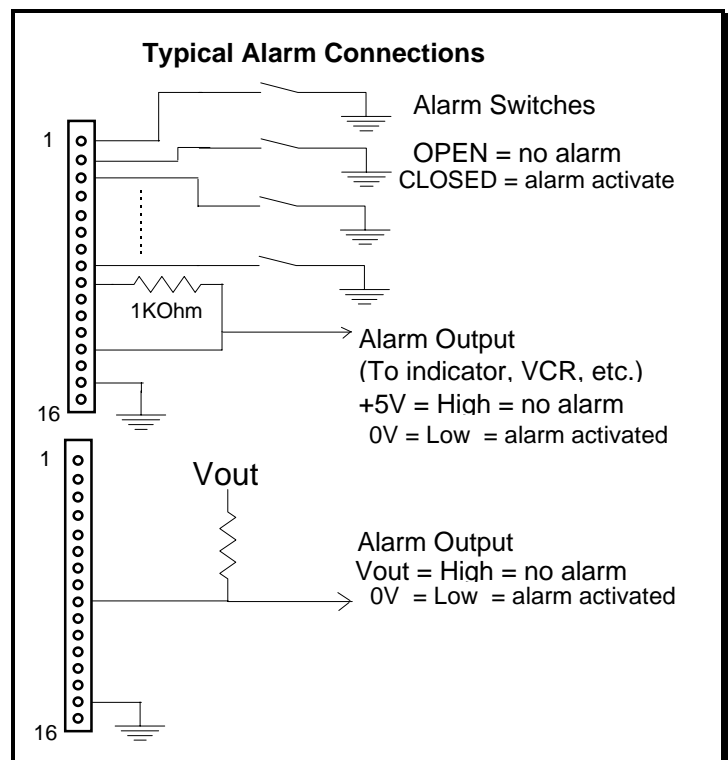 Typical Alarm Connections
Alarm Switches
1
OPEN = no alarm
CLOSED = alarm activate
1KOhm
Alarm Output
(To indicator, VCR, etc.)
+5V = High = no alarm
16
0V = Low = alarm activated
1
Vout
Alarm Output
Vout = High = no alarm
0V = Low = alarm activated
16